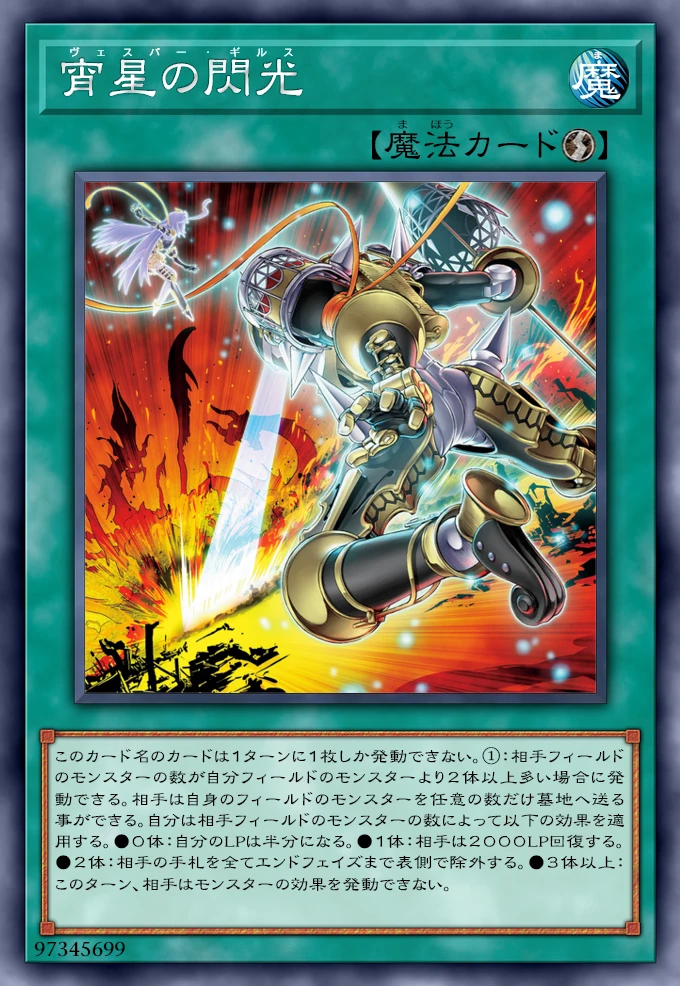 ヴェスパー・ギルス
宵星の閃光
ま
魔
ま ほう
【魔法カード】
このカード名のカードは1ターンに1枚しか発動できない。①:相手フィールド
のモンスターの数が自分フィールドのモンスターより2体以上多い場合に発
動できる。相手は自身のフィールドのモンスターを任意の数だけ墓地へ送る
事ができる。自分は相手フィールドのモンスターの数によって以下の効果を適
用する。●0体:自分のLPは半分になる。●1体:相手は2000LP回復する。
●2体:相手の手札を全てエンドフェイズまで表側で除外する。●3体以上:
このターン、相手はモンスターの効果を発動できない。
97345699